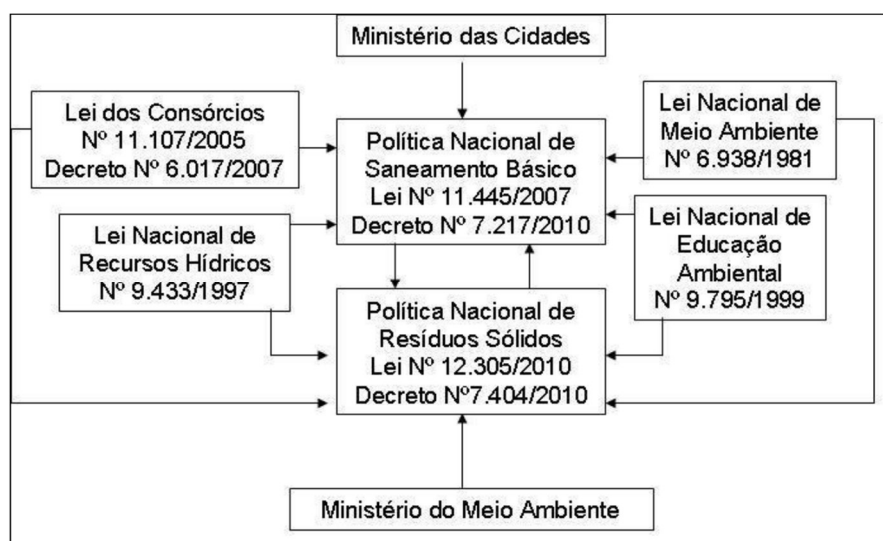 Ministério das Cidades
Lei dos Consórcios
Nº 11.107/2005
Decreto Nº 6.017/2007
Política Nacional de
Saneamento Básico
Lei Nº 11.445/2007
Decreto Nº 7.217/2010
Lei Nacional de
Meio Ambiente
Nº 6.938/1981
Lei Nacional de
Recursos Hídricos
Nº 9.433/1997
Lei Nacional de
Educação
Ambiental
Nº 9.795/1999
Política Nacional de
Resíduos Sólidos
Lei Nº 12.305/2010
Decreto Nº7.404/2010
Ministério do Meio Ambiente